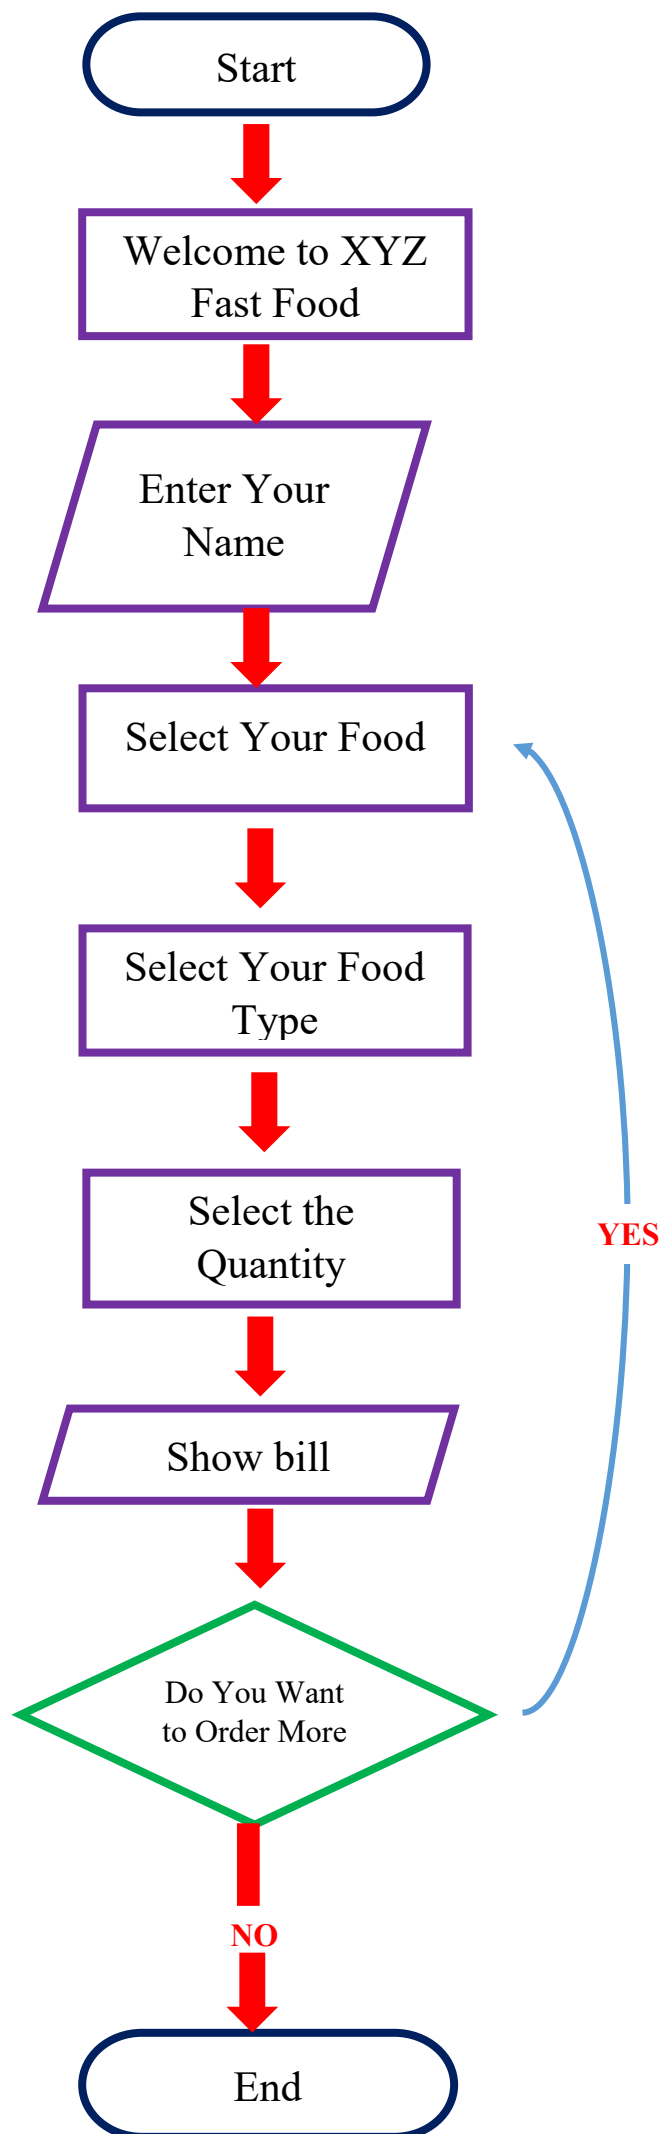 Start
Welcome to XYZ
Fast Food
Enter Your
Name
Select Your Food
Select Your Food
Type
Select the
Quantity
YES
Show bill
Do You Want
to Order More
NO
End